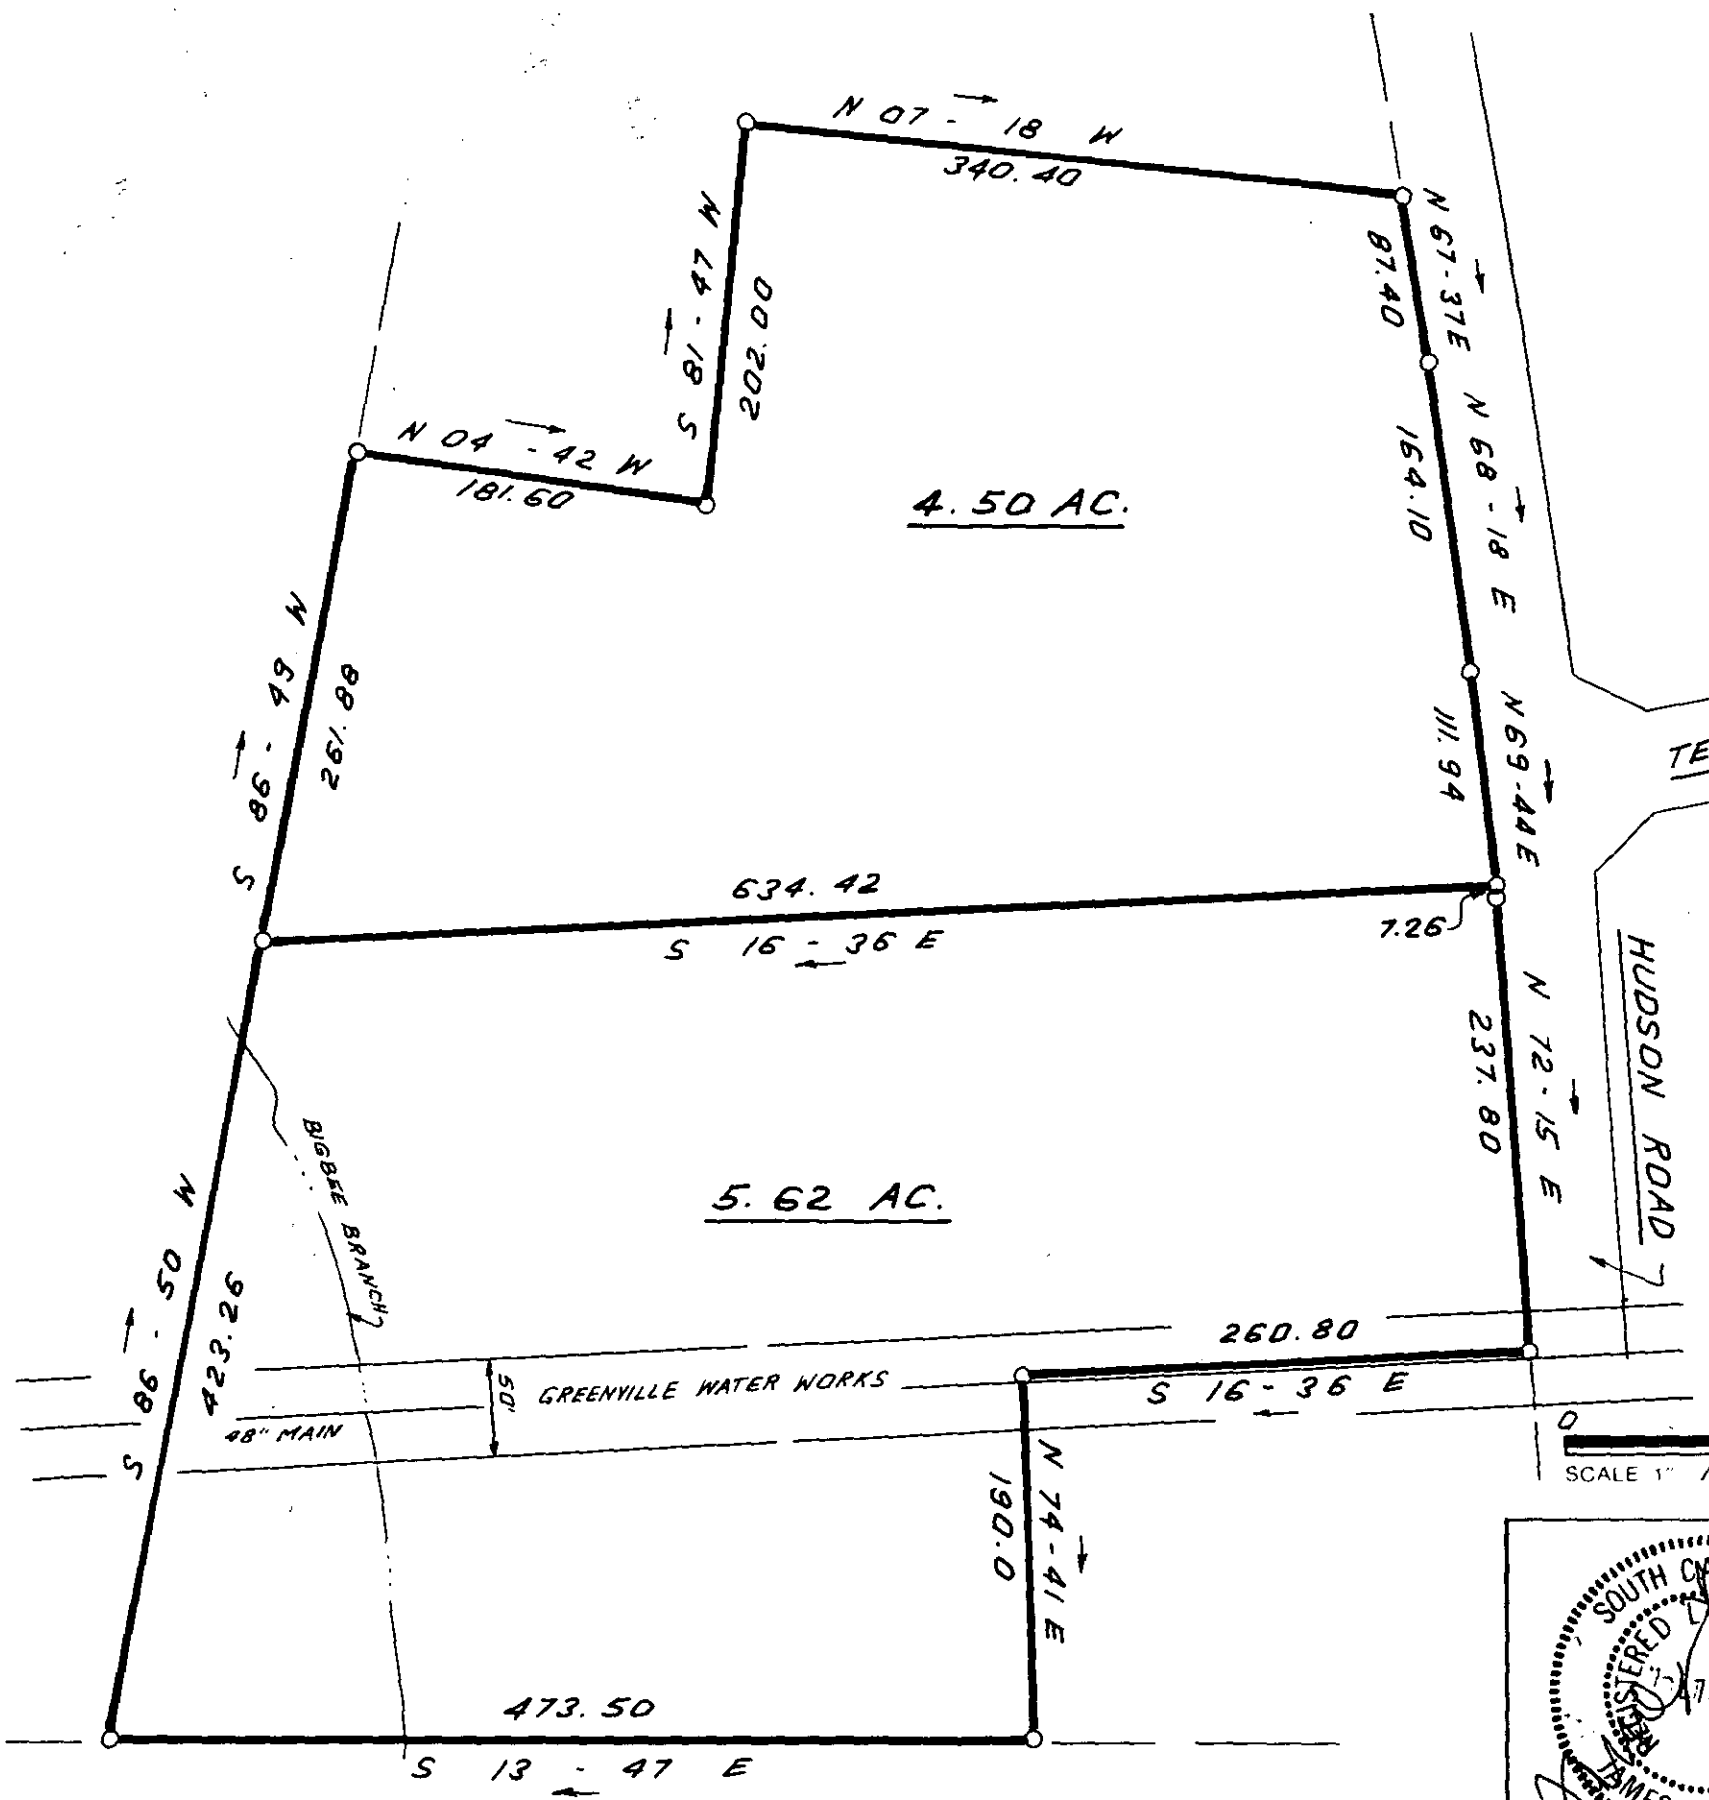 N 07 - 18 W
340.40
S 81 - 47 W
202.00
N 67-37E
87.40
N 04 - 42 W
181.60
4.50 AC.
N 68 - 18 E
164.10
S 86 - 49 W
261.88
N 69-44E
111.94
TE
634.42
S 16 - 36 E
7.26
HUDSON ROAD
N 72-15 E
237.80
BIGBEE BRANCH
5.62 AC.
S 86 - 50 W
423.26
260.80
S 16-36 E
50'
GREENVILLE WATER WORKS
48" MAIN
0
SCALE 1"
N 74-41 E
190.0
SOUTH CA
REGISTERED L
JAMES
473.50
S 13 - 47 E